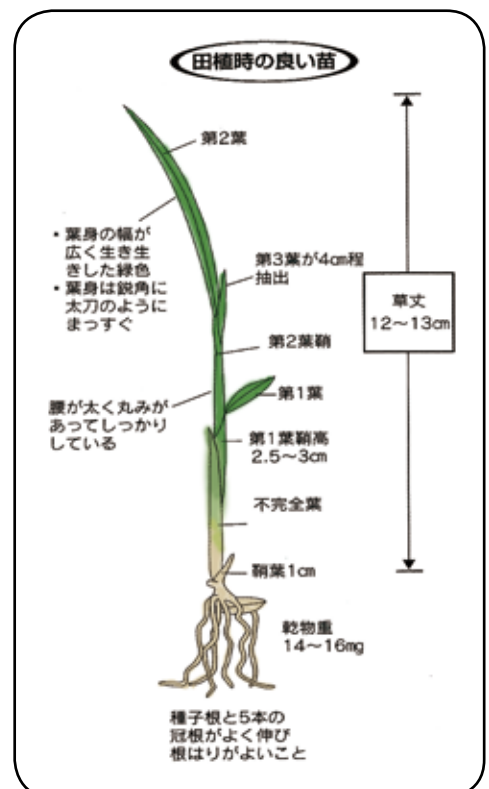 田植時の良い苗
第2葉
・葉身の幅が
広く生き生
きした緑色
・葉身は鋭角に
太刀のように
まっすぐ
第3葉が4cm程
抽出
草丈
12〜13cm
第2葉鞘
第1葉
腰が太く丸みが
あってしっかり
している
第1葉鞘高
2.5〜3cm
不完全葉
鞘葉1cm
乾物重
14〜16mg
種子根と5本の
冠根がよく伸び
根はりがよいこと